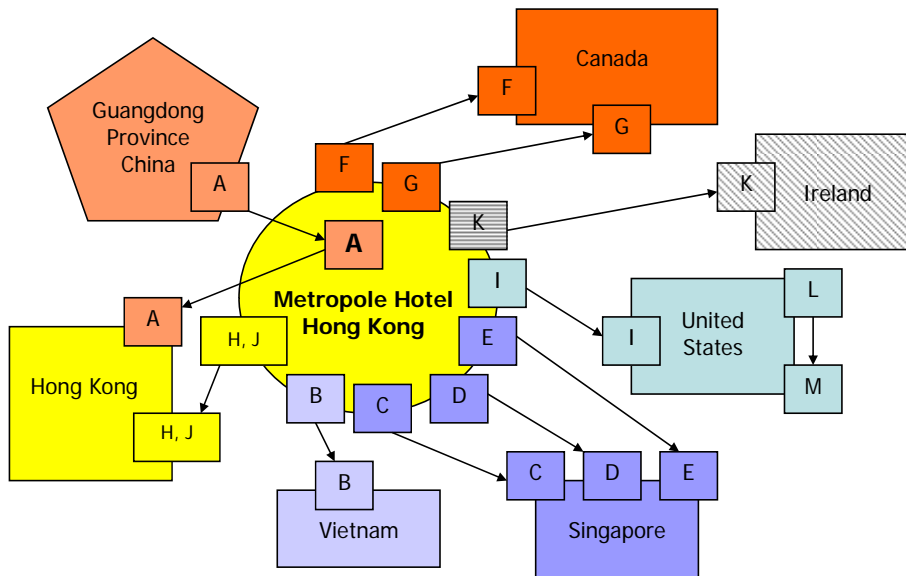 Canada
F
G
Guangdong
Province
China
A
F
G
K
K
Ireland
A
I
Metropole Hotel
Hong Kong
E
L
I
United
States
M
A
H, J
Hong Kong
H, J
B
C
D
B
Vietnam
C
D
E
Singapore